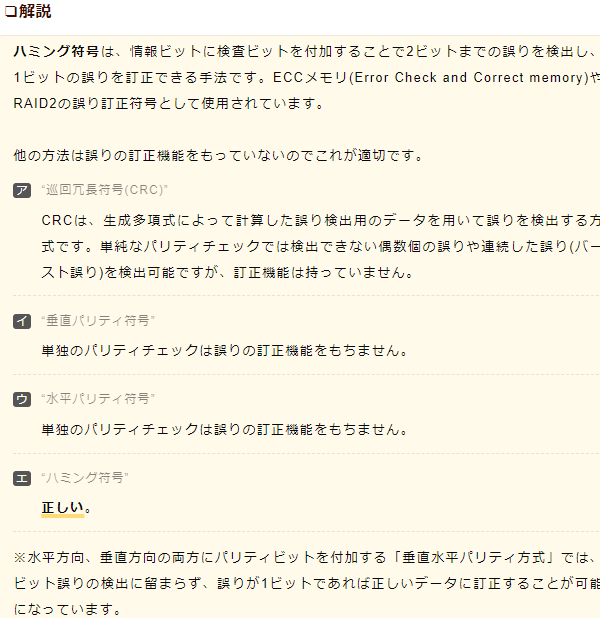 ❏解説
ハミング符号は、情報ビットに検査ビットを付加することで2ビットまでの誤りを検出し、
1ビットの誤りを訂正できる手法です。ECCメモリ(Error Check and Correct memory)や
RAID2の誤り訂正符号として使用されています。
他の方法は誤りの訂正機能をもっていないのでこれが適切です。
ア “巡回冗長符号(CRC)”
CRCは、生成多項式によって計算した誤り検出用のデータを用いて誤りを検出する方
式です。単純なパリティチェックでは検出できない偶数個の誤りや連続した誤り(バー
スト誤り)を検出可能ですが、訂正機能は持っていません。
イ “垂直パリティ符号”
単独のパリティチェックは誤りの訂正機能をもちません。
ウ “水平パリティ符号”
単独のパリティチェックは誤りの訂正機能をもちません。
エ “ハミング符号”
正しい。
※水平方向、垂直方向の両方にパリティビットを付加する「垂直水平パリティ方式」では、
ビット誤りの検出に留まらず、誤りが1ビットであれば正しいデータに訂正することが可能
になっています。